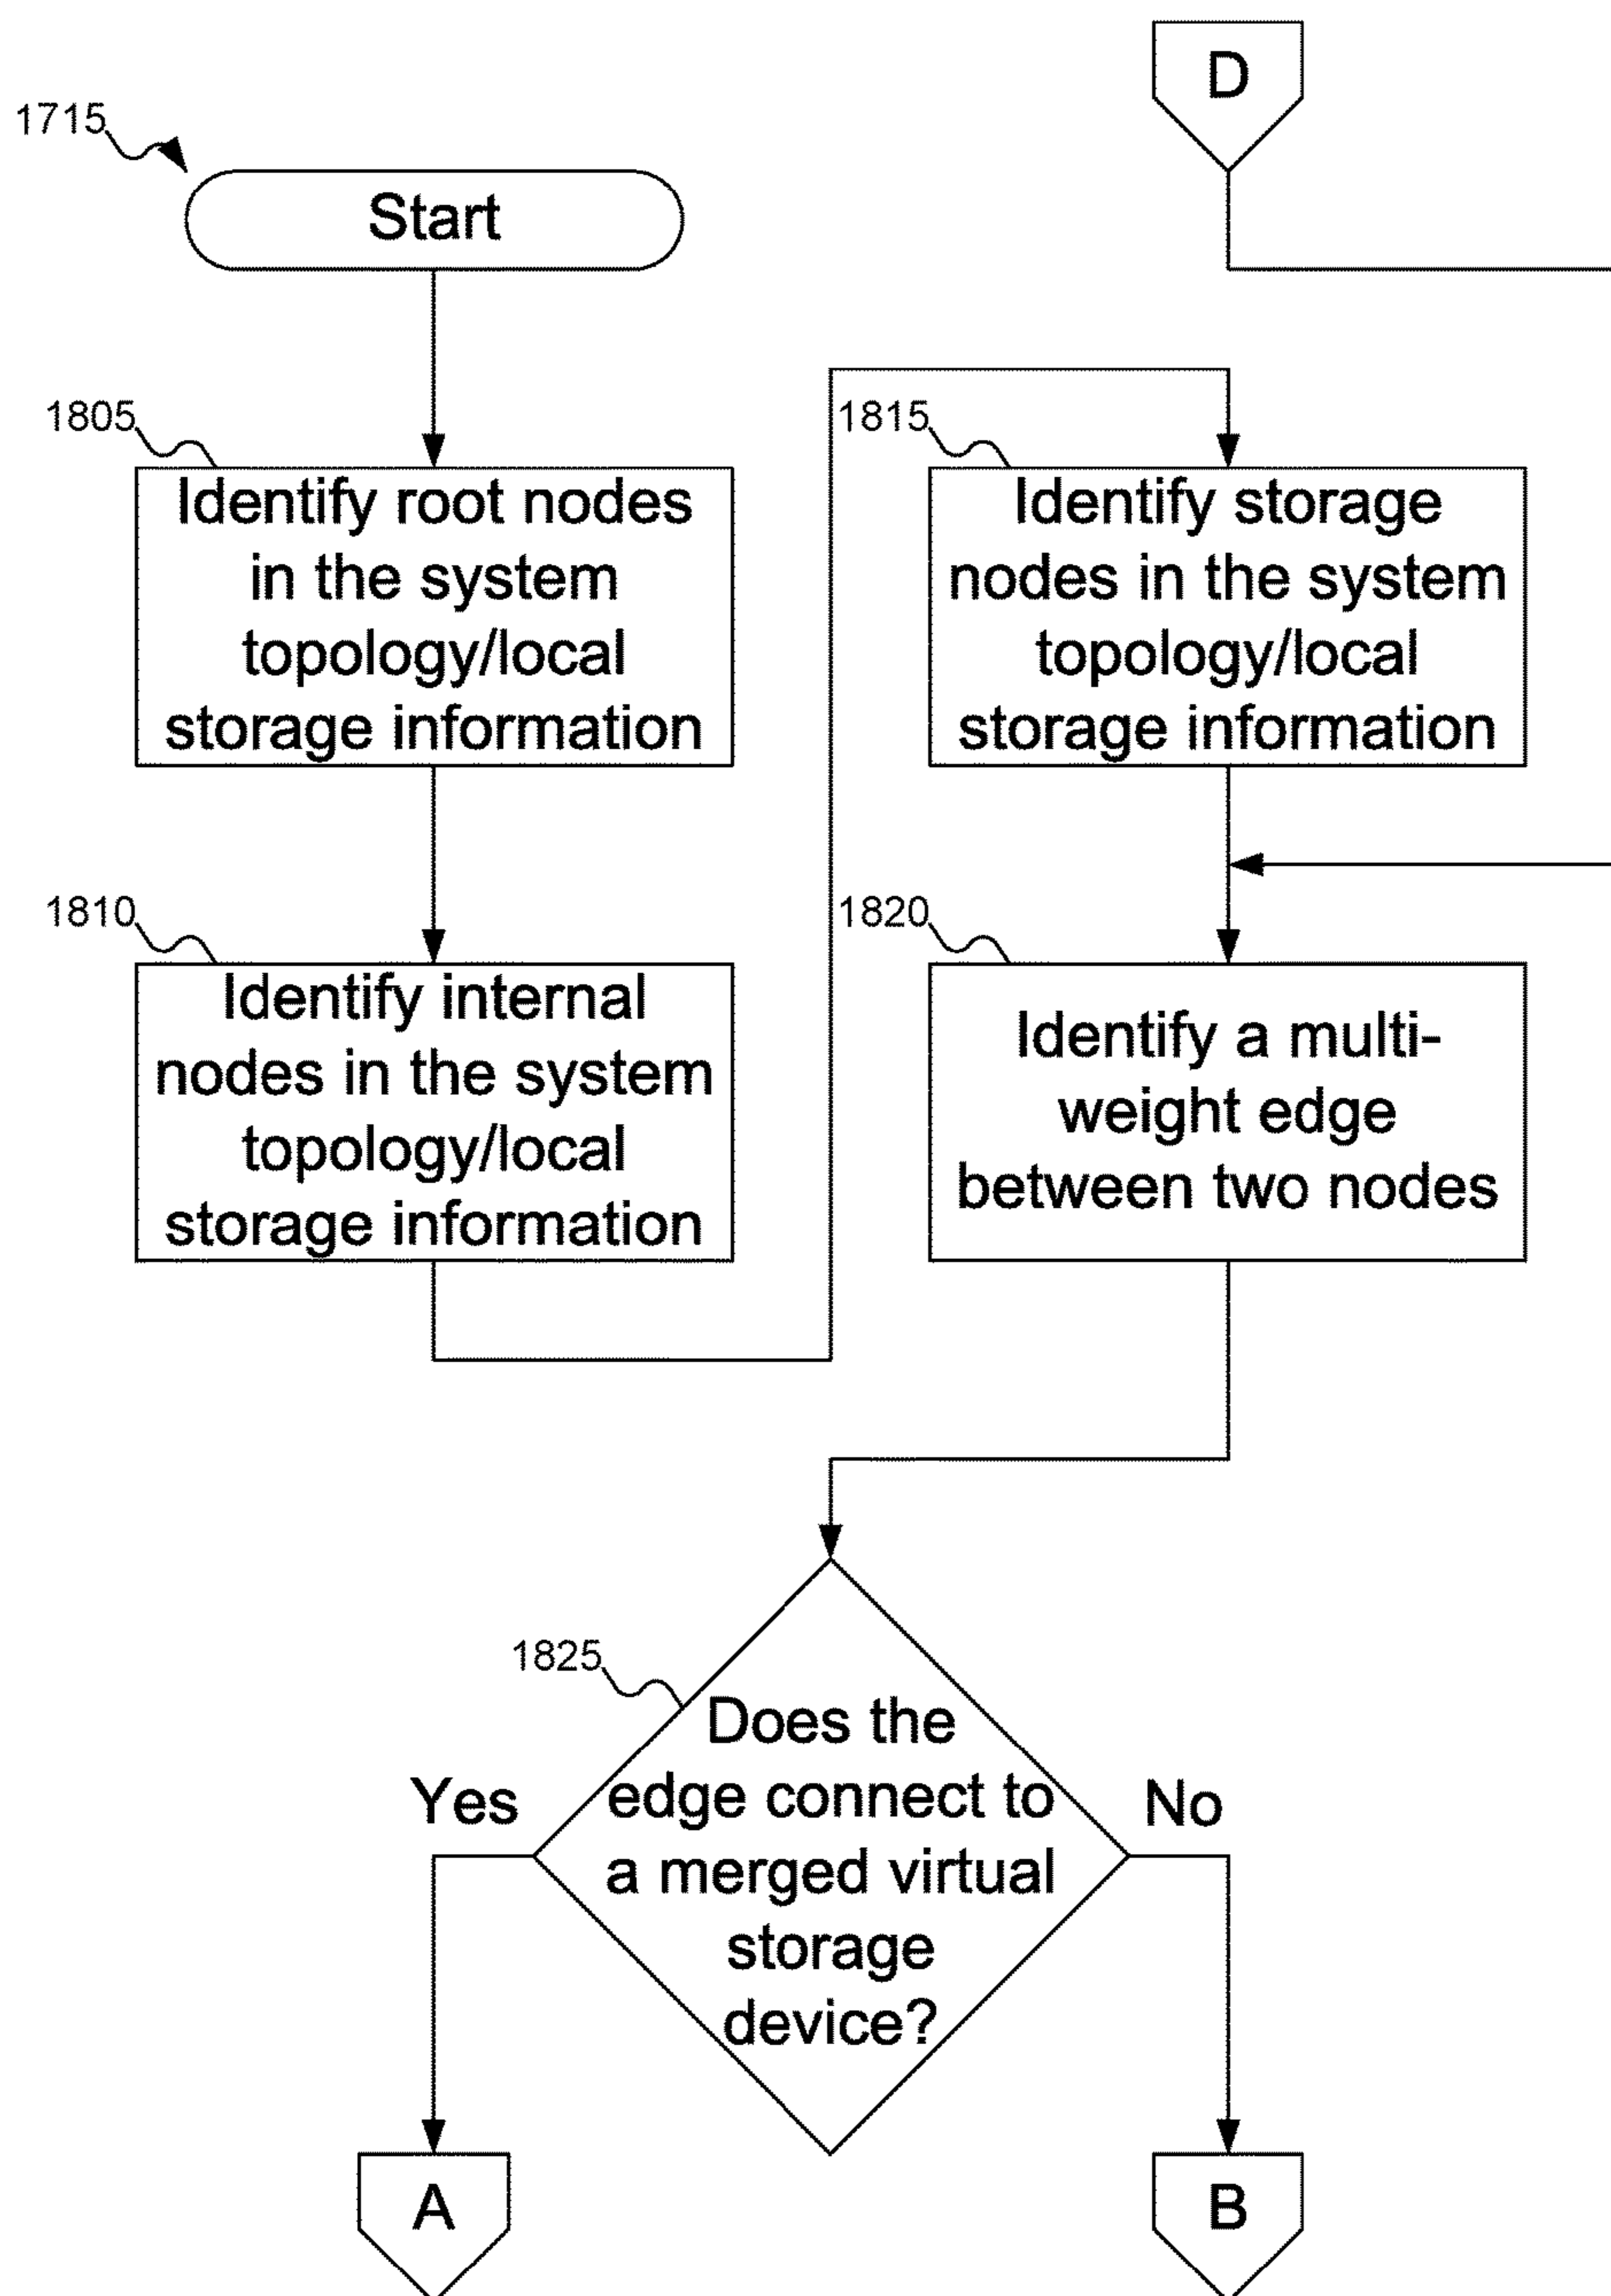 D
1715
Start
1805
Identify root nodes
in the system
topology/local
storage information
1810
Identify internal
nodes in the system
topology/local
storage information
1815
Identify storage
nodes in the system
topology/local
storage information
1820
Identify a multi-
weight edge
between two nodes
1825
Does the
edge connect to
a merged virtual
storage
device?
Yes
No
A
B